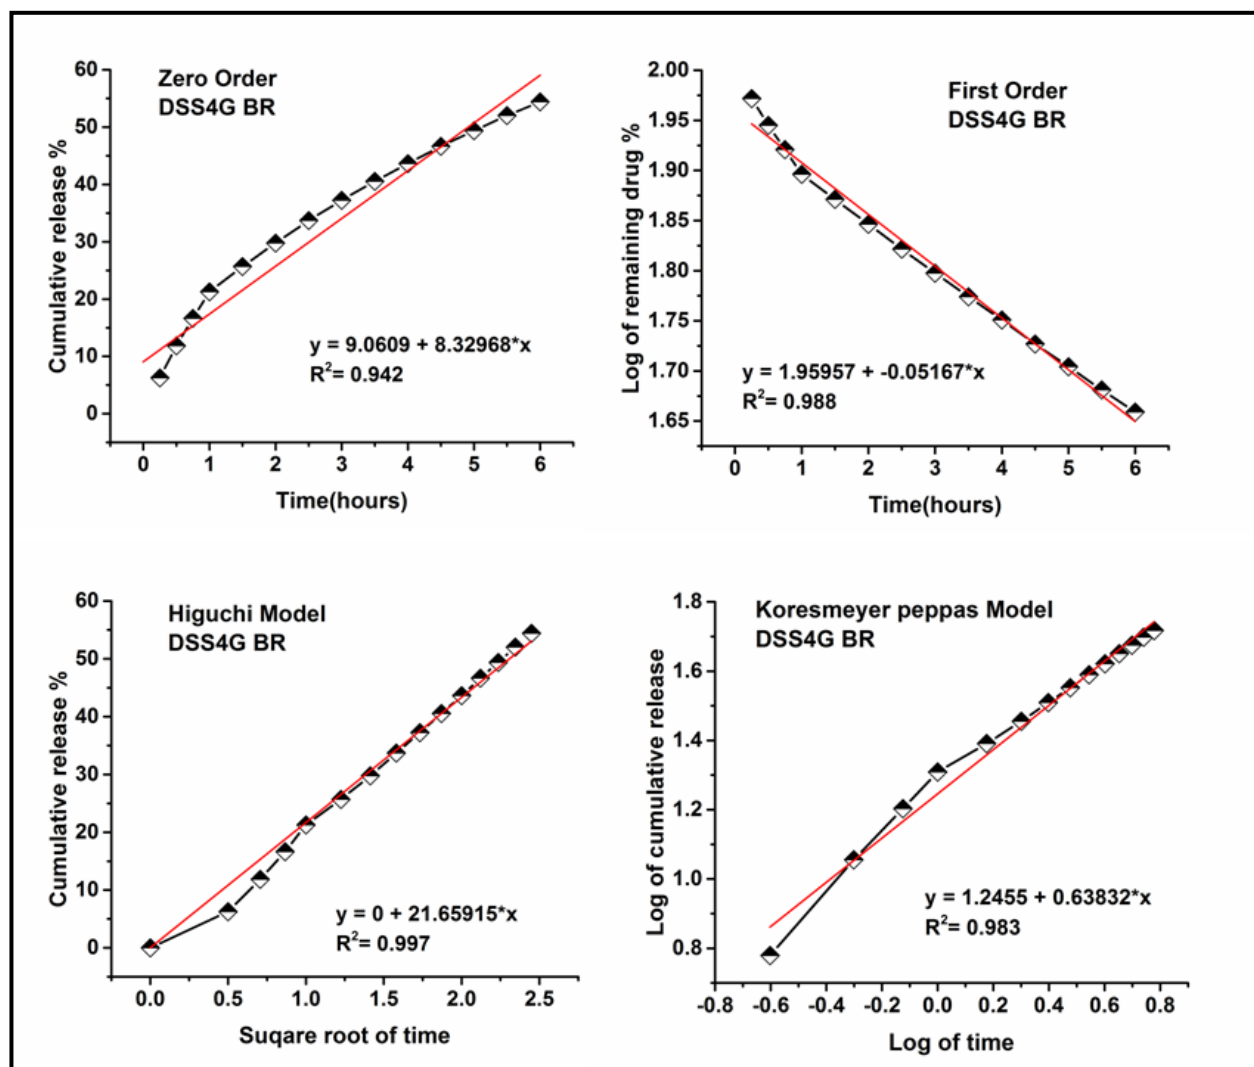 Zero Order
DSS4G BR
Cumulative release %
60
50
40
30
20
10
0
y = 9.0609 + 8.32968*x
R²= 0.942
0 1 2 3 4 5 6
Time(hours)
First Order
DSS4G BR
Log of remaining drug %
2.00
1.95
1.90
1.85
1.80
1.75
1.70
1.65
y = 1.95957 + -0.05167*x
R²= 0.988
0 1 2 3 4 5 6
Time(hours)
Higuchi Model
DSS4G BR
Cumulative release %
60
50
40
30
20
10
0
y = 0 + 21.65915*x
R²= 0.997
0.0 0.5 1.0 1.5 2.0 2.5
Suqare root of time
Koresmeyer peppas Model
DSS4G BR
Log of cumulative release
1.8
1.6
1.4
1.2
1.0
0.8
y = 1.2455 + 0.63832*x
R²= 0.983
-0.8 -0.6 -0.4 -0.2 0.0 0.2 0.4 0.6 0.8
Log of time